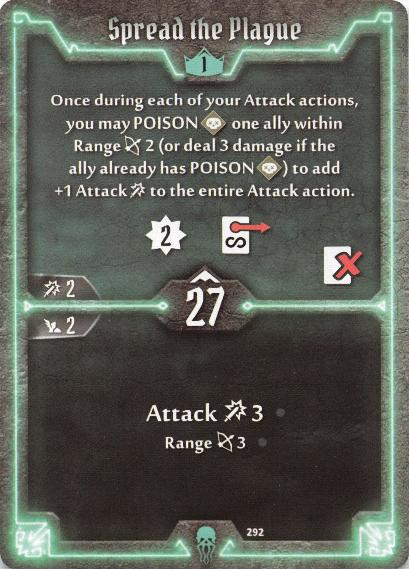 Spread the Plague
1
Once during each of your Attack actions,
you may POISON one ally within
Range 2 (or deal 3 damage if the
ally already has POISON) to add
+1 Attack to the entire Attack action.
2
2
27
2
Attack 3
Range 3
292